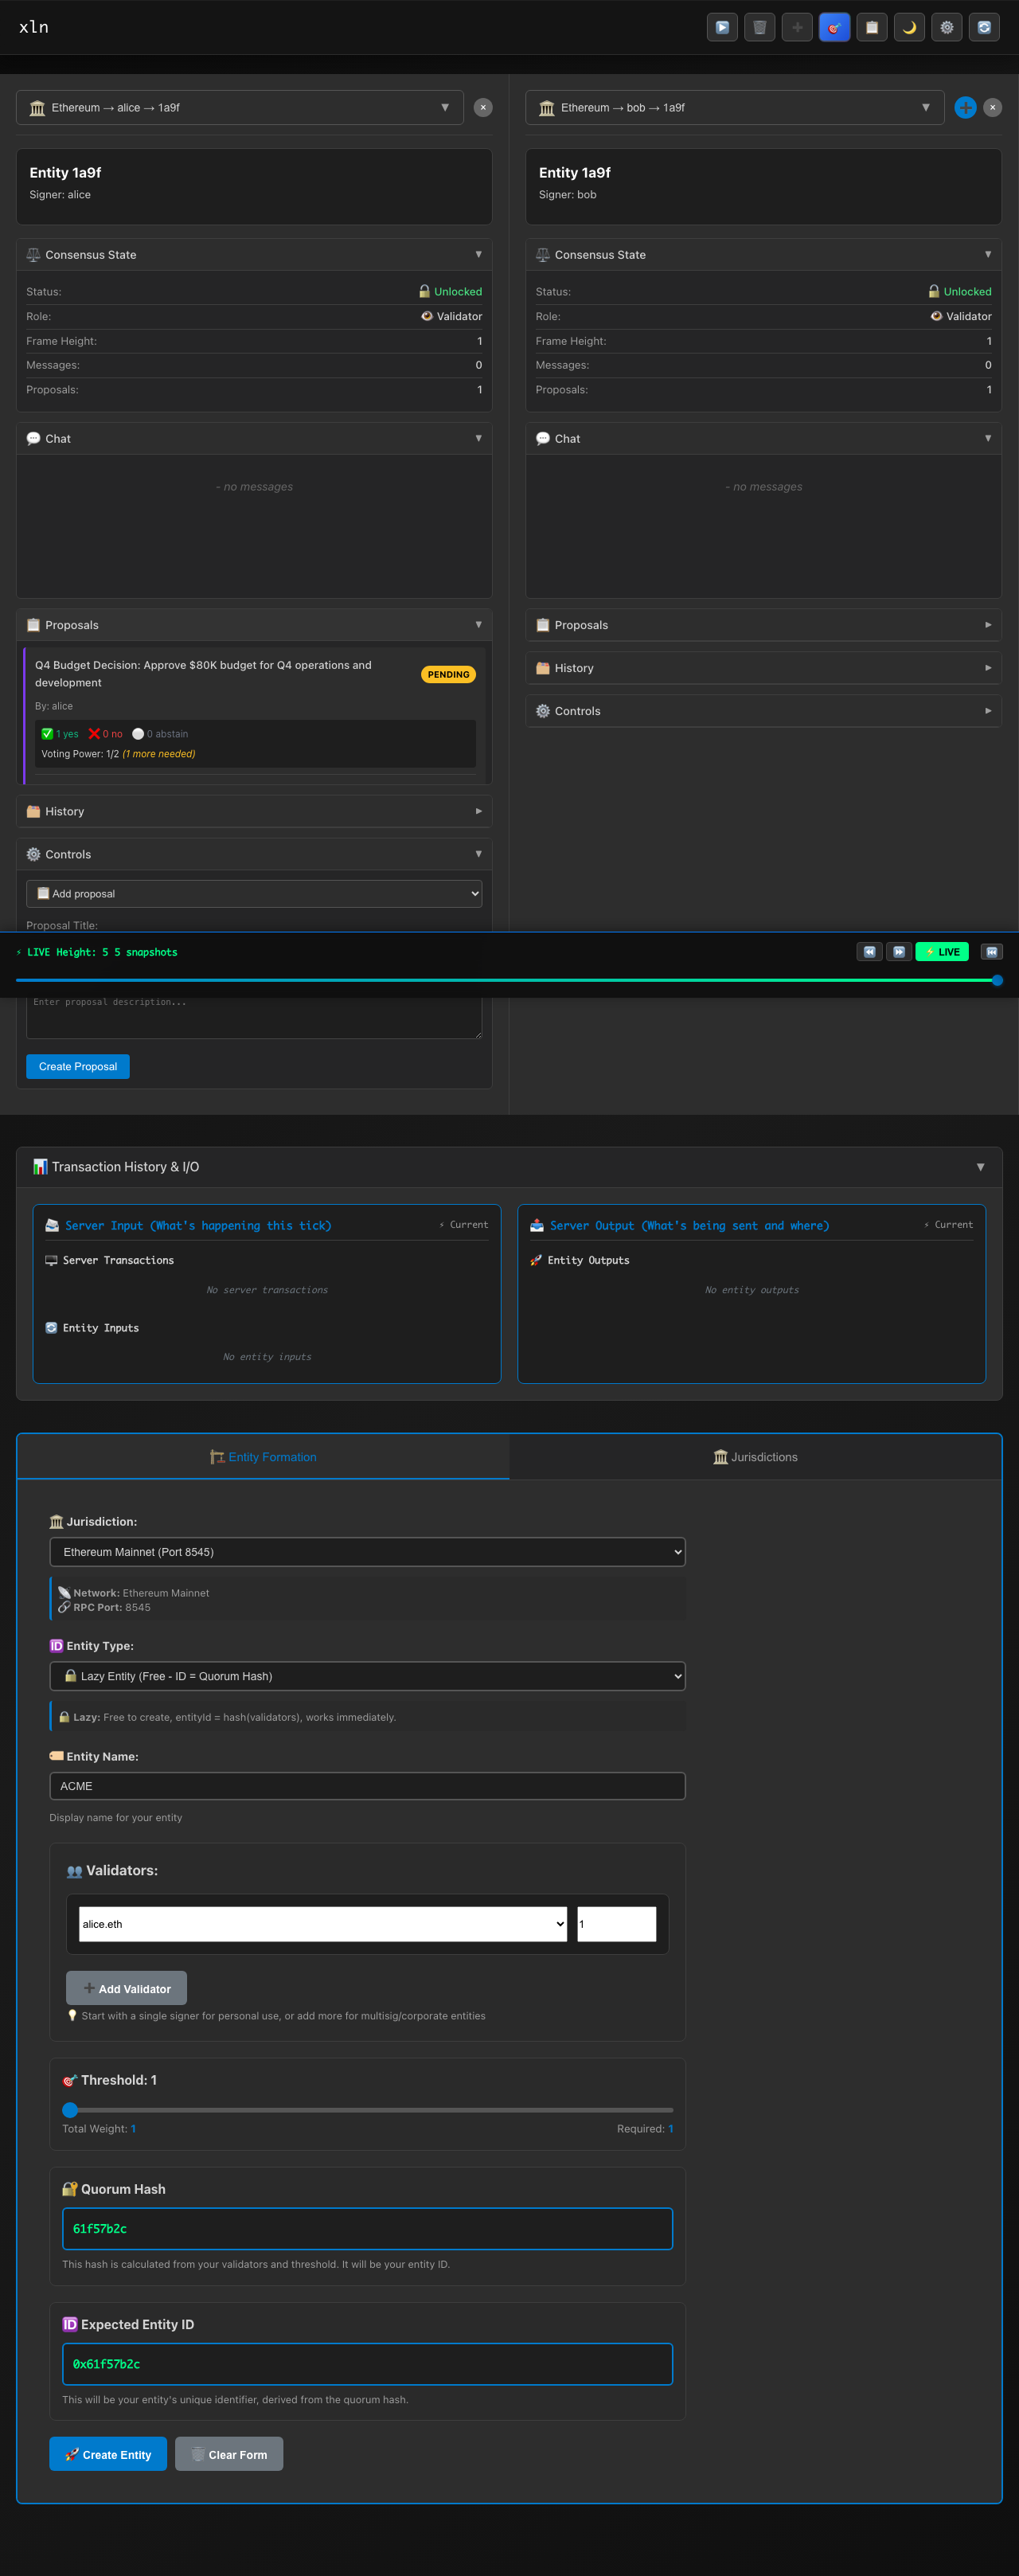 xln
Ethereum → alice → 1a9f
Entity 1a9f
Signer: alice
Consensus State
Status: Unlocked
Role: Validator
Frame Height: 1
Messages: 0
Proposals: 1
Chat
- no messages
Proposals
Q4 Budget Decision: Approve $80K budget for Q4 operations and
development
PENDING
By: alice
1 yes 0 no 0 abstain
Voting Power: 1/2 (1 more needed)
History
Controls
Add proposal
Proposal Title:
Ethereum → bob → 1a9f
Entity 1a9f
Signer: bob
Consensus State
Status: Unlocked
Role: Validator
Frame Height: 1
Messages: 0
Proposals: 1
Chat
- no messages
Proposals
History
Controls
LIVE Height: 5 5 snapshots
LIVE
Enter proposal description...
Create Proposal
Transaction History & I/O
Server Input (What's happening this tick)
Current
Server Transactions
No server transactions
Entity Inputs
No entity inputs
Server Output (What's being sent and where)
Current
Entity Outputs
No entity outputs
Entity Formation
Jurisdictions
Jurisdiction:
Ethereum Mainnet (Port 8545)
Network: Ethereum Mainnet
RPC Port: 8545
Entity Type:
Lazy Entity (Free - ID = Quorum Hash)
Lazy: Free to create, entityId = hash(validators), works immediately.
Entity Name:
ACME
Display name for your entity
Validators:
alice.eth
1
Add Validator
Start with a single signer for personal use, or add more for multisig/corporate entities
Threshold: 1
Total Weight: 1
Required: 1
Quorum Hash
61f57b2c
This hash is calculated from your validators and threshold. It will be your entity ID.
Expected Entity ID
0x61f57b2c
This will be your entity's unique identifier, derived from the quorum hash.
Create Entity
Clear Form